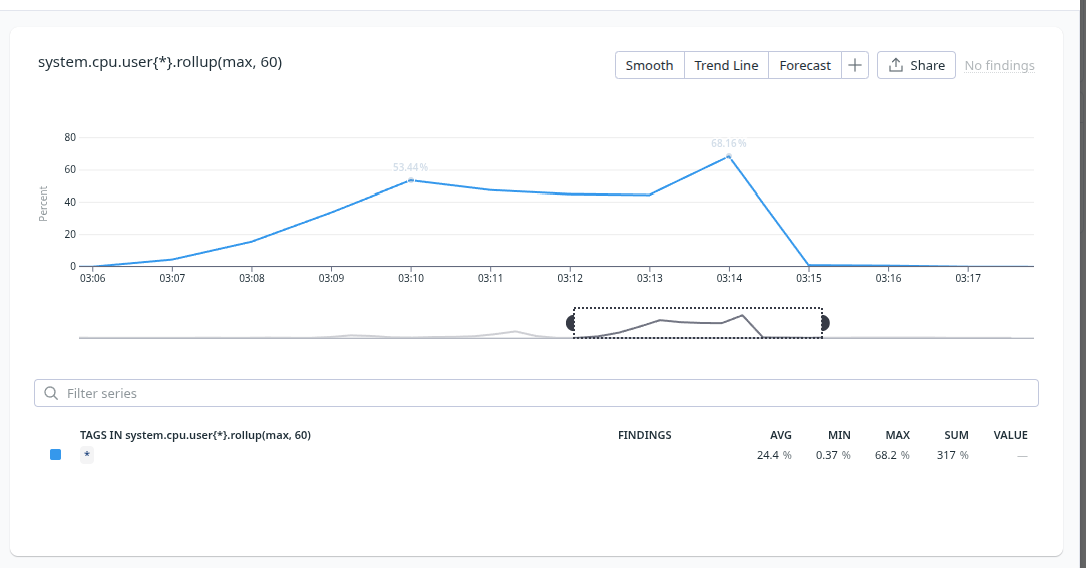 system.cpu.user{*}.rollup(max, 60)
Smooth Trend Line Forecast Share No findings
80
60
40
20
0
Percent
53.44%
68.16%
03:06 03:07 03:08 03:09 03:10 03:11 03:12 03:13 03:14 03:15 03:16 03:17
Filter series
TAGS IN system.cpu.user{*}.rollup(max, 60) FINDINGS AVG MIN MAX SUM VALUE
* 24.4 % 0.37 % 68.2 % 317 % —